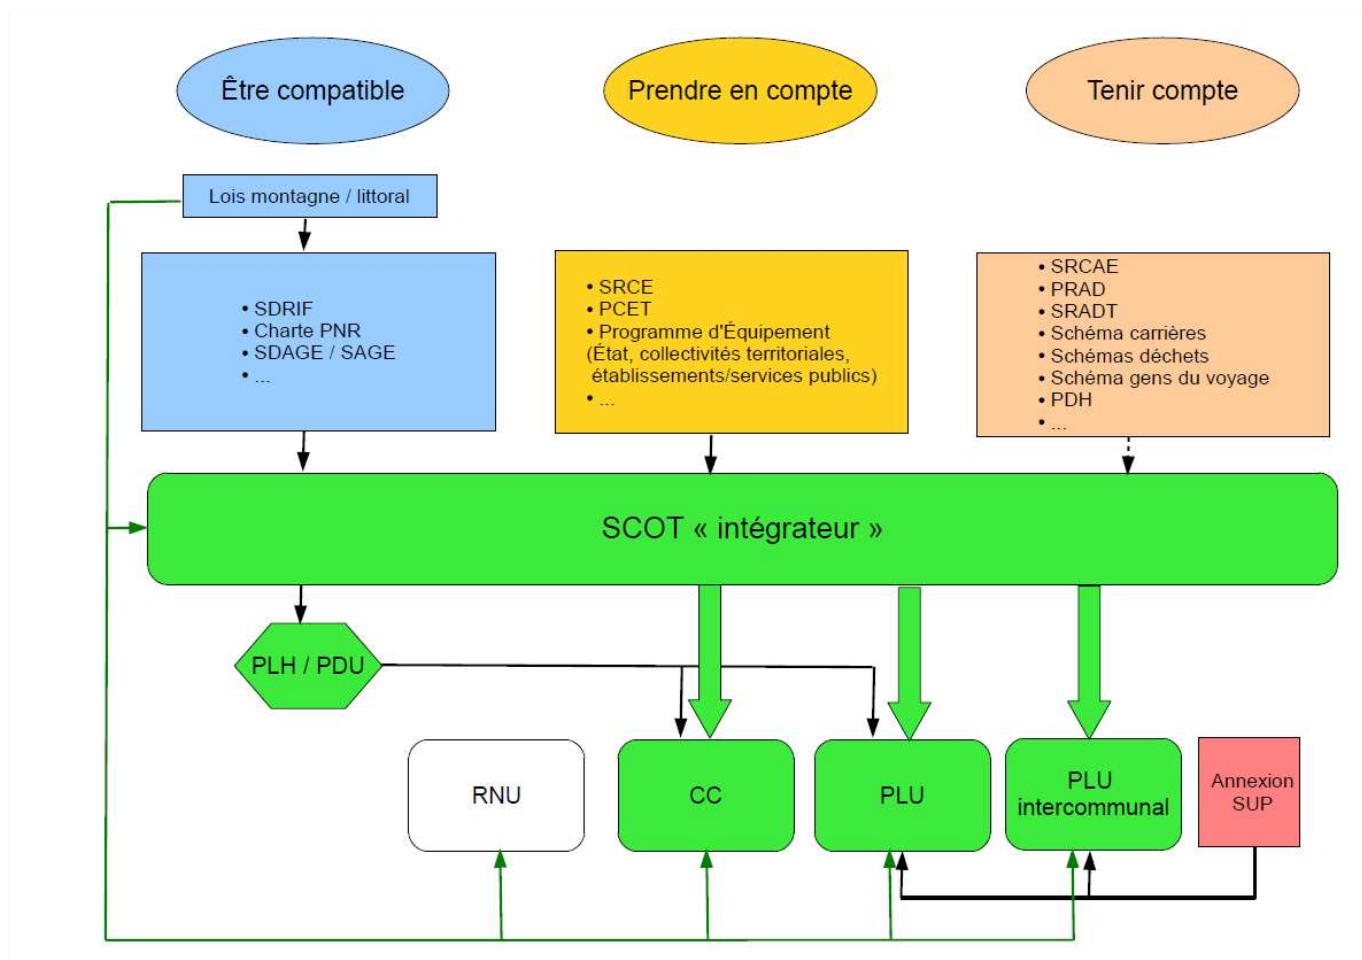 Être compatible
Prendre en compte
Tenir compte
Lois montagne / littoral
• SDRIF
• Charte PNR
• SDAGE / SAGE
• ...
• SRCE
• PCET
• Programme d'Équipement
(État, collectivités territoriales,
établissements/services publics)
• ...
• SRCAE
• PRAD
• SRADT
• Schéma carrières
• Schémas déchets
• Schéma gens du voyage
• PDH
• ...
SCOT « intégrateur »
PLH / PDU
RNU
CC
PLU
PLU
intercommunal
Annexion
SUP